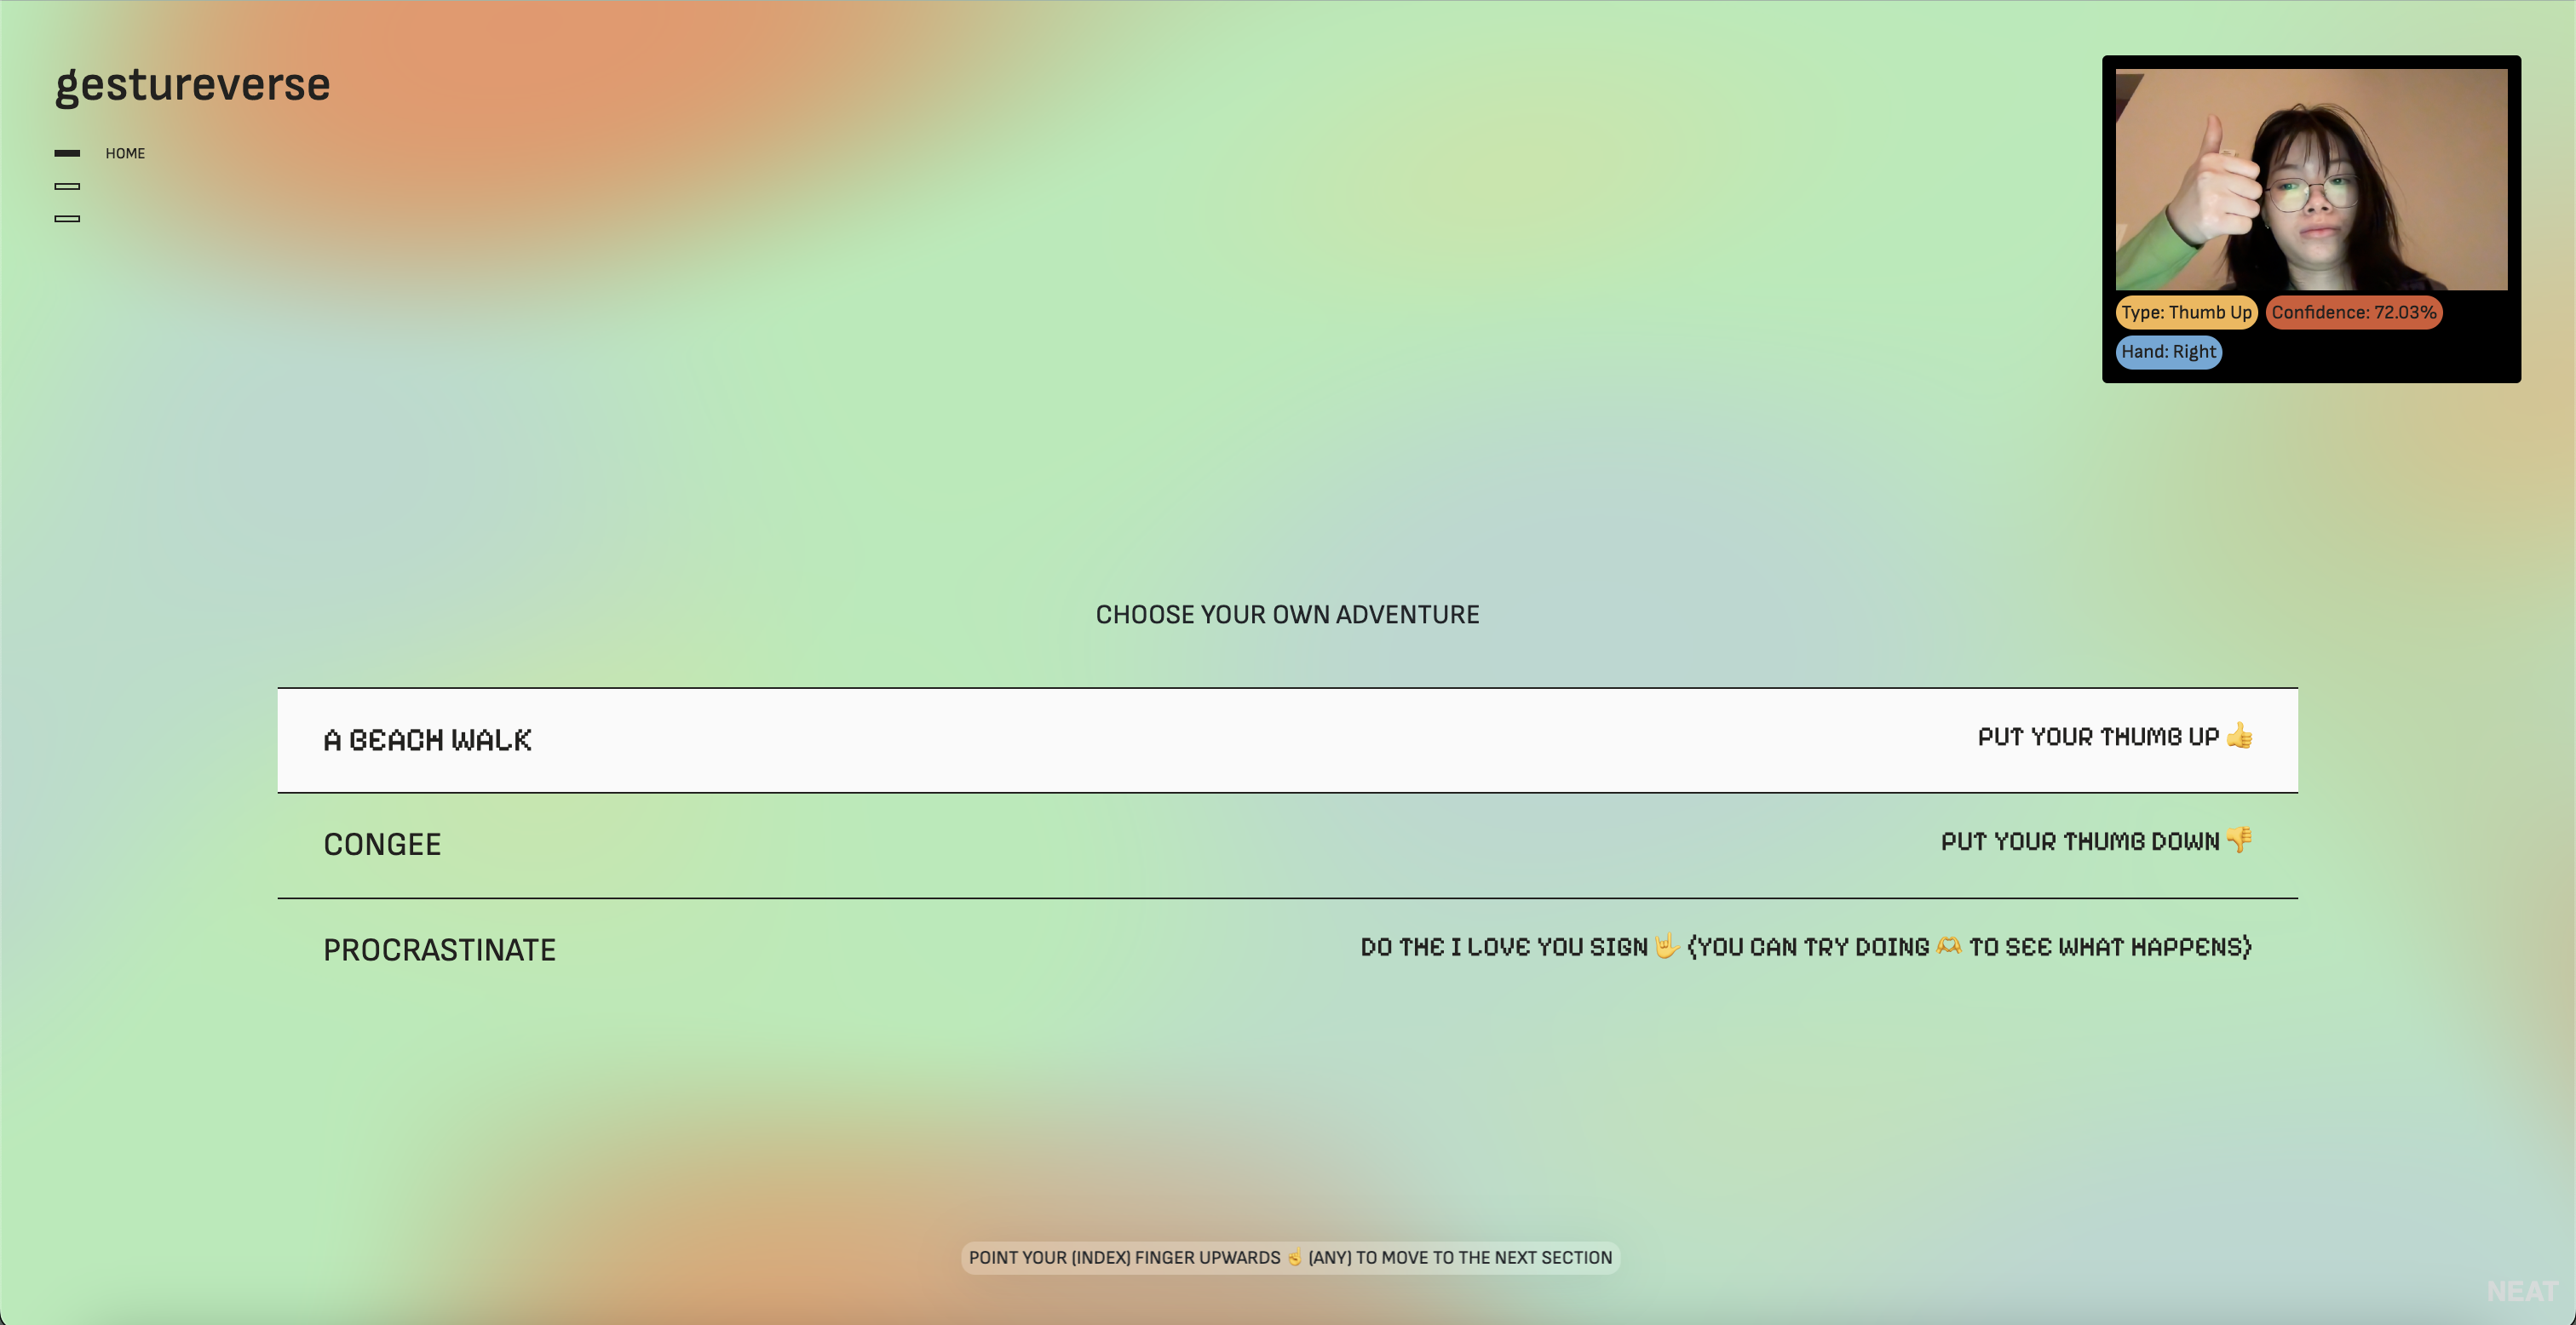 gestureverse
HOME
Type: Thumb Up
Confidence: 72.03%
Hand: Right
CHOOSE YOUR OWN ADVENTURE
A BEACH WALK
PUT YOUR THUMB UP 👍
CONGEE
PUT YOUR THUMB DOWN 👎
PROCRASTINATE
DO THE I LOVE YOU SIGN 🤟 (YOU CAN TRY DOING 🫶 TO SEE WHAT HAPPENS)
POINT YOUR (INDEX) FINGER UPWARDS ☝️ (ANY) TO MOVE TO THE NEXT SECTION
NEAT